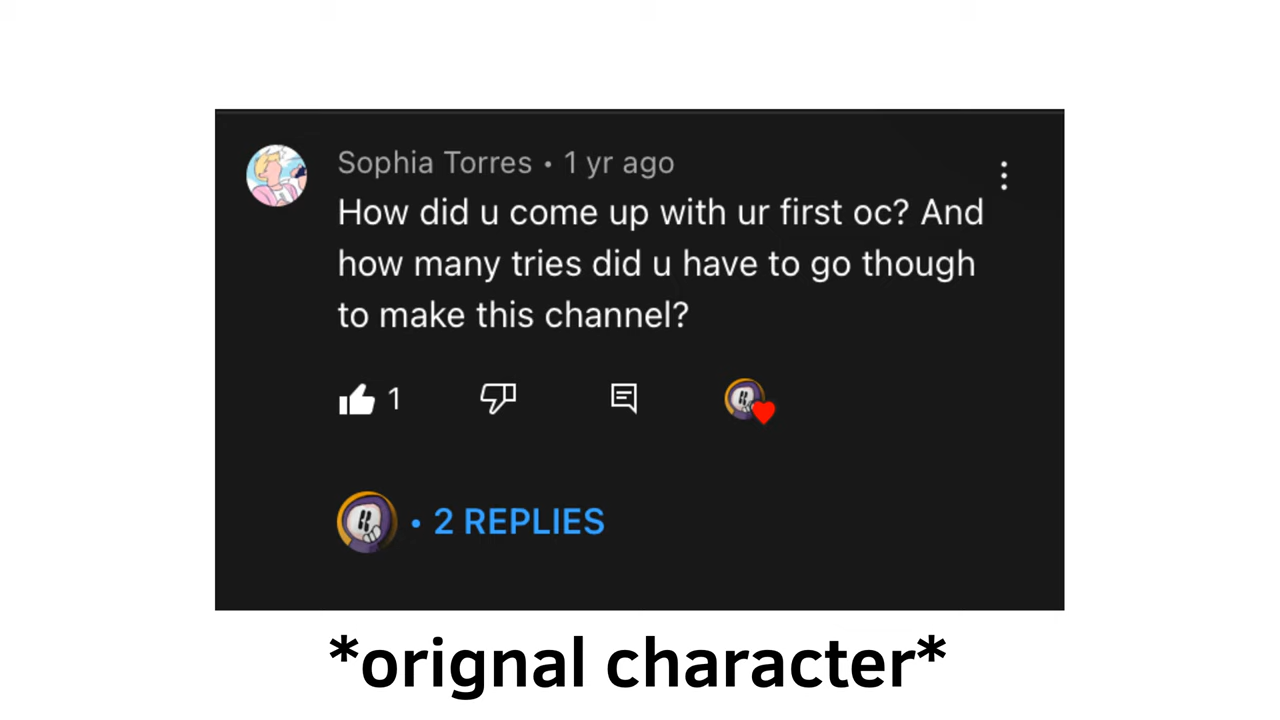 Sophia Torres • 1 yr ago
How did u come up with ur first oc? And
how many tries did u have to go though
to make this channel?
1
• 2 REPLIES
*orignal character*